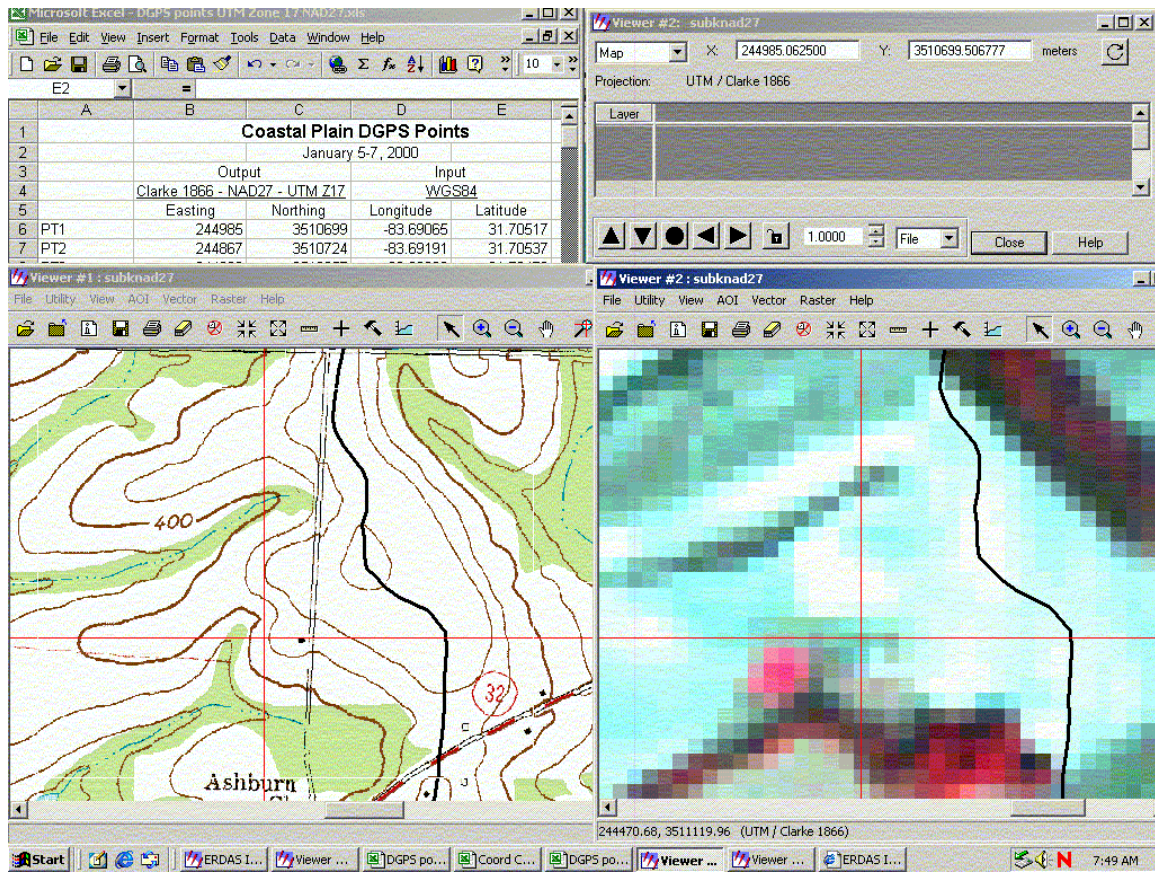 Microsoft Excel - DGPS points UTM Zone 17 NAD27.xls
File Edit View Insert Format Tools Data Window Help
10
E2 =
A B C D E
1 Coastal Plain DGPS Points
2 January 5-7, 2000
3 Output Input
4 Clarke 1866 - NAD27 - UTM Z17 WGS84
5 Easting Northing Longitude Latitude
6 PT1 244985 3510699 -83.69065 31.70517
7 PT2 244867 3510724 -83.69191 31.70537
Viewer #2: subknad27
Map X: 244985.062500 Y: 3510699.506777 meters
Projection: UTM / Clarke 1866
Layer
1.0000 File Close Help
Viewer #1 : subknad27
File Utility View AOI Vector Raster Help
400
32
Ashburn
Viewer #2 : subknad27
File Utility View AOI Vector Raster Help
244470.68, 3511119.96 (UTM / Clarke 1866)
Start ERDAS I... Viewer ... DGPS po... Coord C... DGPS po... Viewer ... Viewer ... ERDAS I... N 7:49 AM